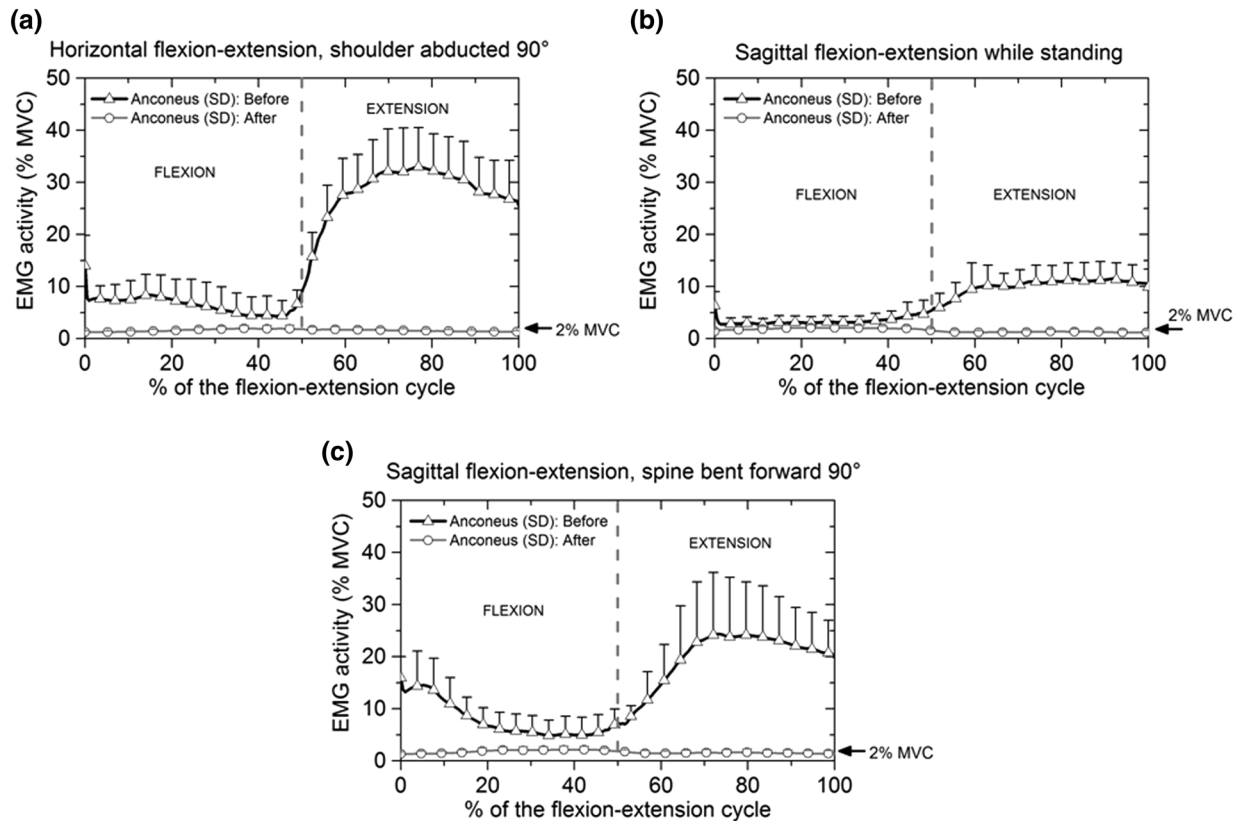 (a)
Horizontal flexion-extension, shoulder abducted 90°
50
40
30
20
10
0
EMG activity (% MVC)
Anconeus (SD): Before
Anconeus (SD): After
FLEXION
EXTENSION
2% MVC
0 20 40 60 80 100
% of the flexion-extension cycle
(b)
Sagittal flexion-extension while standing
50
40
30
20
10
0
EMG activity (% MVC)
Anconeus (SD): Before
Anconeus (SD): After
FLEXION
EXTENSION
2% MVC
0 20 40 60 80 100
% of the flexion-extension cycle
(c)
Sagittal flexion-extension, spine bent forward 90°
50
40
30
20
10
0
EMG activity (% MVC)
Anconeus (SD): Before
Anconeus (SD): After
FLEXION
EXTENSION
2% MVC
0 20 40 60 80 100
% of the flexion-extension cycle